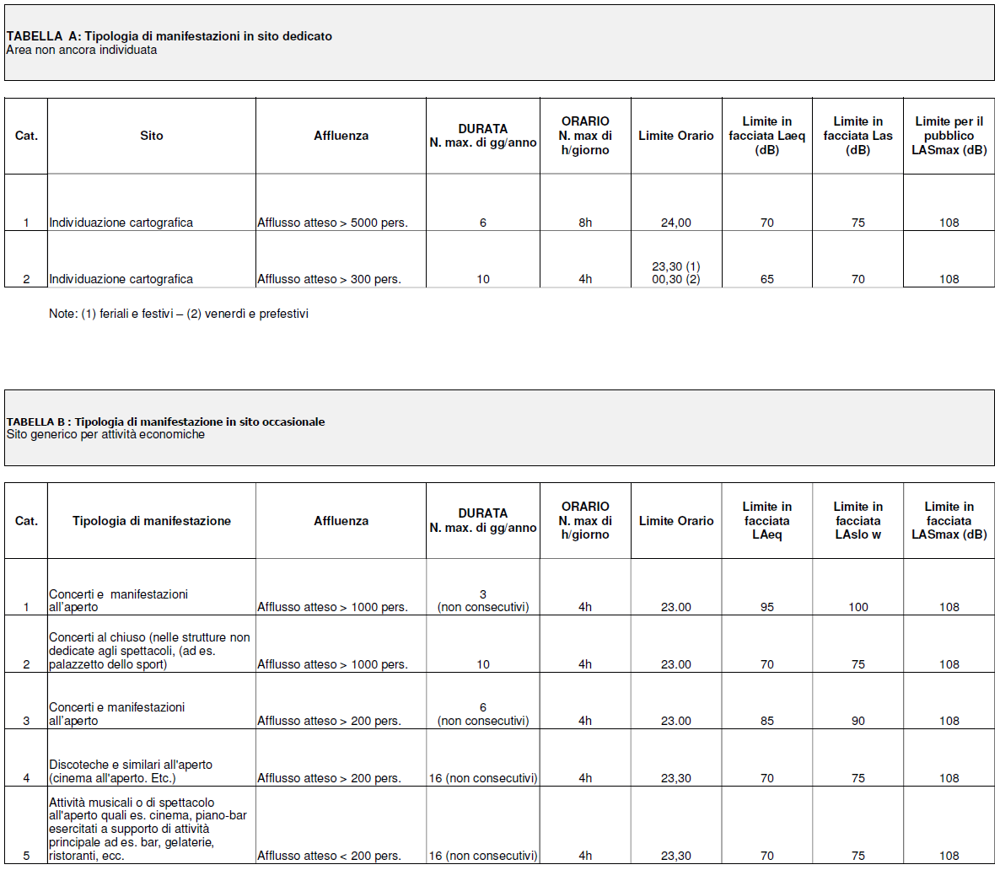 TABELLA  A: Tipologia di manifestazioni in sito dedicato
Area non ancora individuata
Cat.
Sito
Affluenza
DURATA
N. max. di gg/anno
ORARIO
N. max di
h/giorno
Limite Orario
Limite in
facciata Laeq
(dB)
Limite in
facciata Las
(dB)
Limite per il
pubblico
LASmax (dB)
1
Individuazione cartografica
Afflusso atteso > 5000 pers.
6
8h
24,00
70
75
108
2
Individuazione cartografica
Afflusso atteso > 300 pers.
10
4h
23,30 (1)
00,30 (2)
65
70
108
Note: (1) feriali e festivi – (2) venerdì e prefestivi
TABELLA B : Tipologia di manifestazione in sito occasionale
Sito generico per attività economiche
Cat.
Tipologia di manifestazione
Affluenza
DURATA
N. max. di gg/anno
ORARIO
N. max di
h/giorno
Limite Orario
Limite in
facciata
LAeq
Limite in
facciata
LAslo w
Limite in
facciata
LASmax (dB)
1
Concerti e  manifestazioni
all'aperto
Afflusso atteso > 1000 pers.
3
(non consecutivi)
4h
23.00
95
100
108
2
Concerti al chiuso (nelle strutture non
dedicate agli spettacoli, (ad es.
palazzetto dello sport)
Afflusso atteso > 1000 pers.
10
4h
23.00
70
75
108
3
Concerti e manifestazioni
all'aperto
Afflusso atteso > 200 pers.
6
(non consecutivi)
4h
23.00
85
90
108
4
Discoteche e similari all'aperto
(cinema all'aperto. Etc.)
Afflusso atteso > 200 pers.
16 (non consecutivi)
4h
23,30
70
75
108
5
Attività musicali o di spettacolo
all'aperto quali es. cinema, piano-bar
esercitati a supporto di attività
principale ad es. bar, gelaterie,
ristoranti, ecc.
Afflusso atteso < 200 pers.
16 (non consecutivi)
4h
23,30
70
75
108